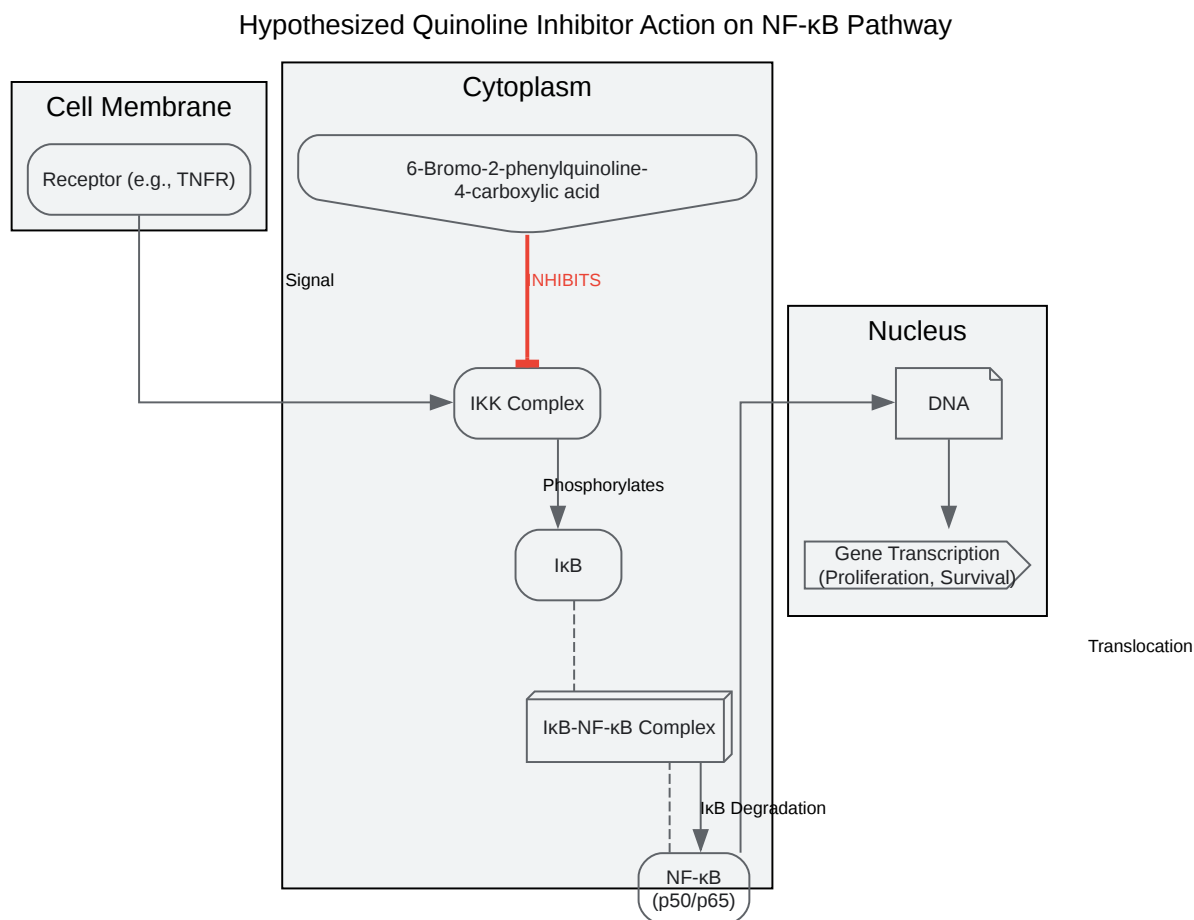 Hypothesized Quinoline Inhibitor Action on NF-κB Pathway
Cell Membrane
Receptor (e.g., TNFR)
Cytoplasm
6-Bromo-2-phenylquinoline-
4-carboxylic acid
Signal
INHIBITS
IKK Complex
Phosphorylates
IκB
IκB-NF-κB Complex
IκB Degradation
NF-κB
(p50/p65)
Nucleus
DNA
Gene Transcription
(Proliferation, Survival)
Translocation